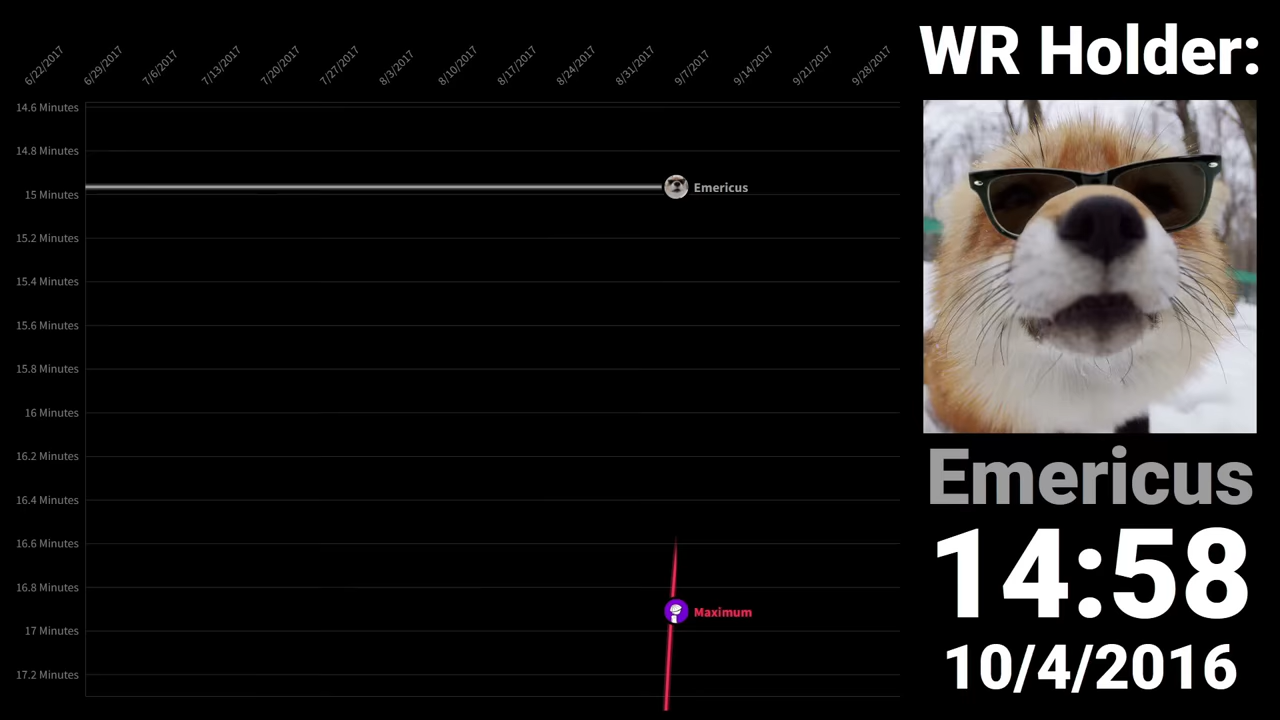 6/22/2017
6/29/2017
7/6/2017
7/13/2017
7/20/2017
7/27/2017
8/3/2017
8/10/2017
8/17/2017
8/24/2017
8/31/2017
9/7/2017
9/14/2017
9/21/2017
9/28/2017
14.6 Minutes
14.8 Minutes
15 Minutes
15.2 Minutes
15.4 Minutes
15.6 Minutes
15.8 Minutes
16 Minutes
16.2 Minutes
16.4 Minutes
16.6 Minutes
16.8 Minutes
17 Minutes
17.2 Minutes
Emericus
Maximum
WR Holder:
Emericus
14:58
10/4/2016